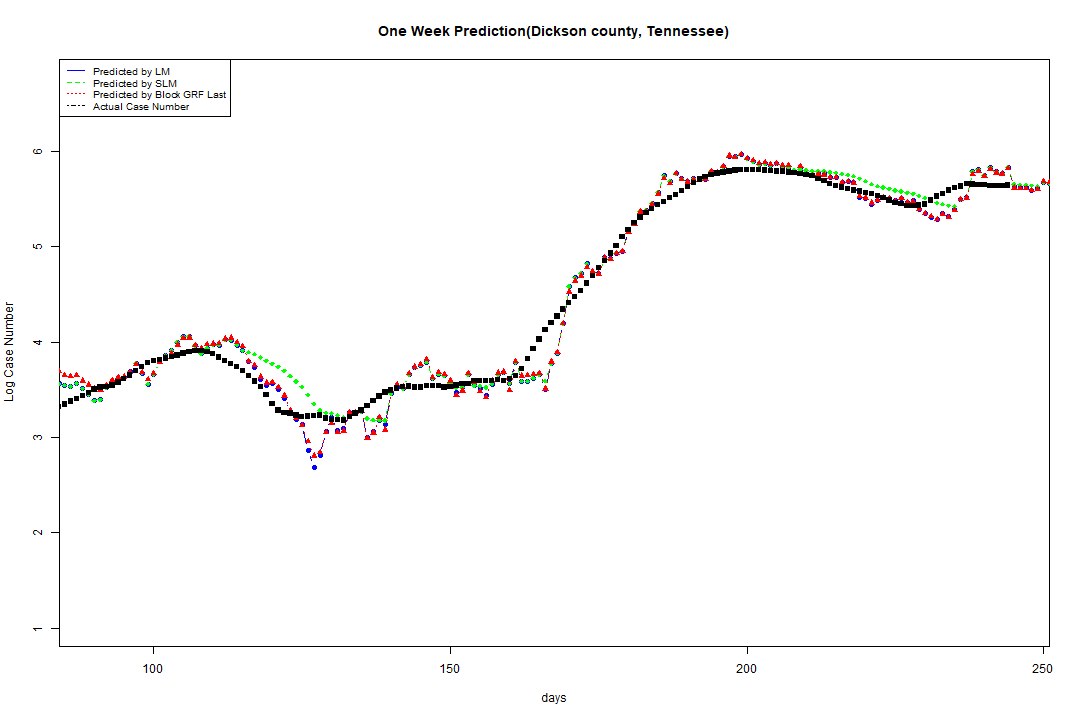 One Week Prediction(Dickson county, Tennessee)
Predicted by LM
Predicted by SLM
Predicted by Block GRF Last
Actual Case Number
6
5
4
3
2
1
Log Case Number
100 150 200 250
days